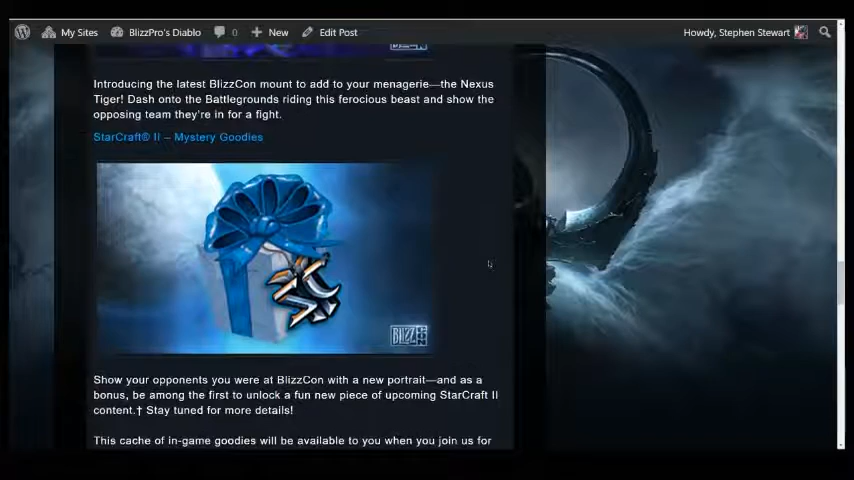 My Sites BlizzPro's Diablo 0 New Edit Post Howdy, Stephen Stewart
Introducing the latest BlizzCon mount to add to your menagerie—the Nexus
Tiger! Dash onto the Battlegrounds riding this ferocious beast and show the
opposing team they're in for a fight.
StarCraft® II – Mystery Goodies
BLIZZ
Show your opponents you were at BlizzCon with a new portrait—and as a
bonus, be among the first to unlock a fun new piece of upcoming StarCraft II
content.† Stay tuned for more details!
This cache of in-game goodies will be available to you when you join us for